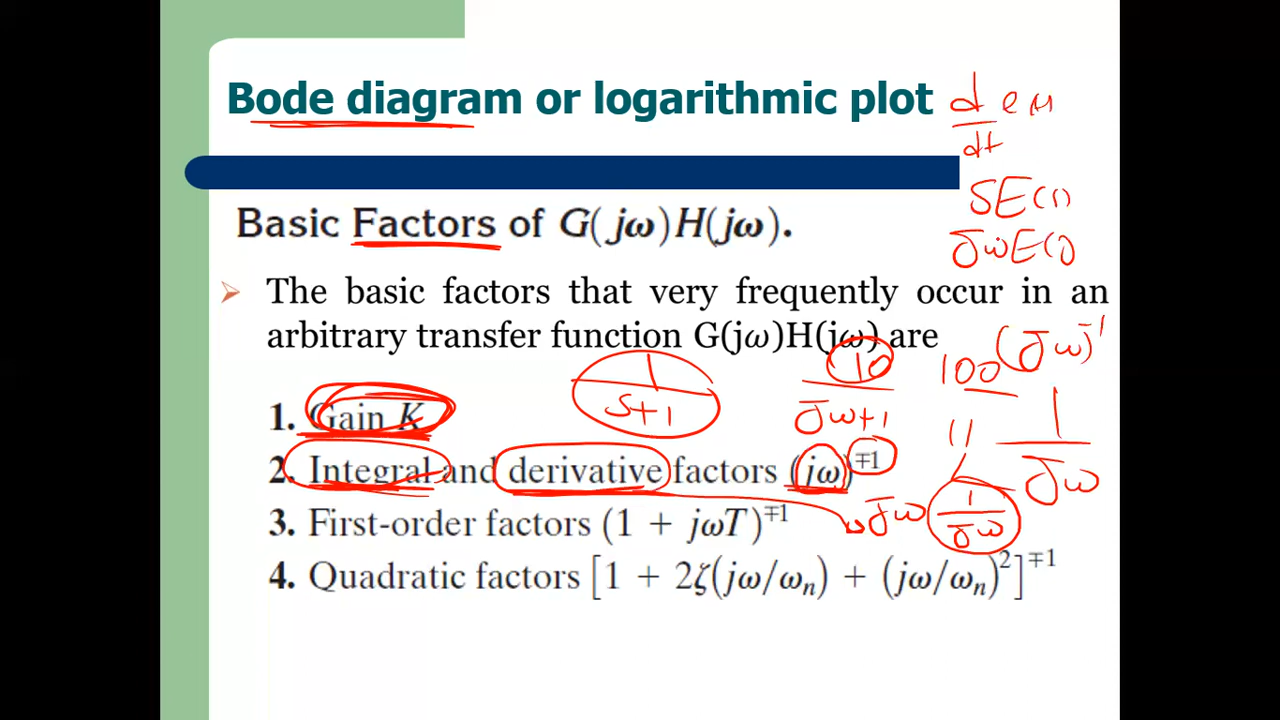 Bode diagram or logarithmic plot
d e(t)
dt
SE()
jωE()
Basic Factors of G(jω)H(jω).
The basic factors that very frequently occur in an
arbitrary transfer function G(jω)H(jω) are
1
S+1
10
jω+1
100
(jω)⁻¹
1. Gain K
1
jω
2. Integral and derivative factors (jω)^∓1
jω
1
jω
3. First-order factors (1 + jωT)^∓1
4. Quadratic factors [1 + 2ζ(jω/ωₙ) + (jω/ωₙ)²]^∓1